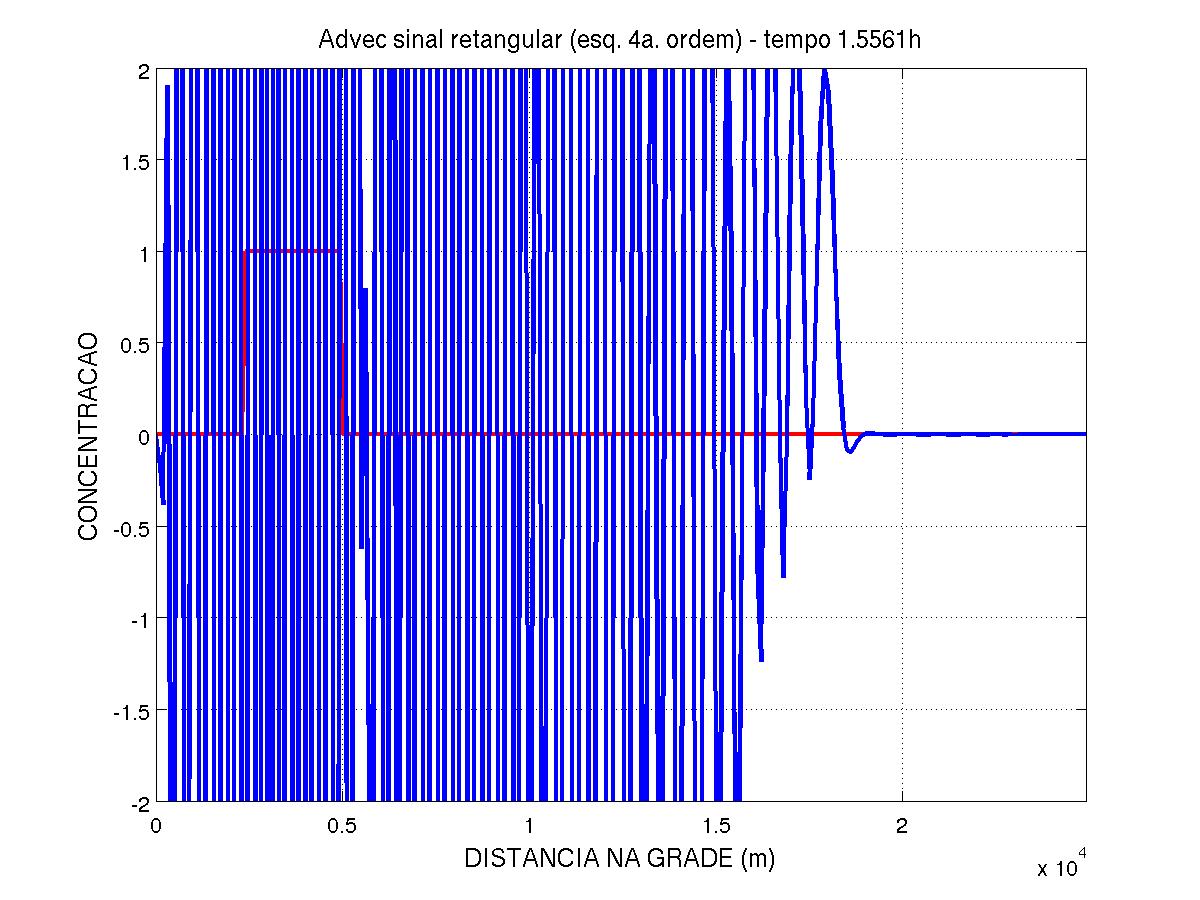 Advec sinal retangular (esq. 4a. ordem) - tempo 1.5561h
2
1.5
1
0.5
0
-0.5
-1
-1.5
-2
CONCENTRACAO
0 0.5 1 1.5 2
DISTANCIA NA GRADE (m)
x 10^4